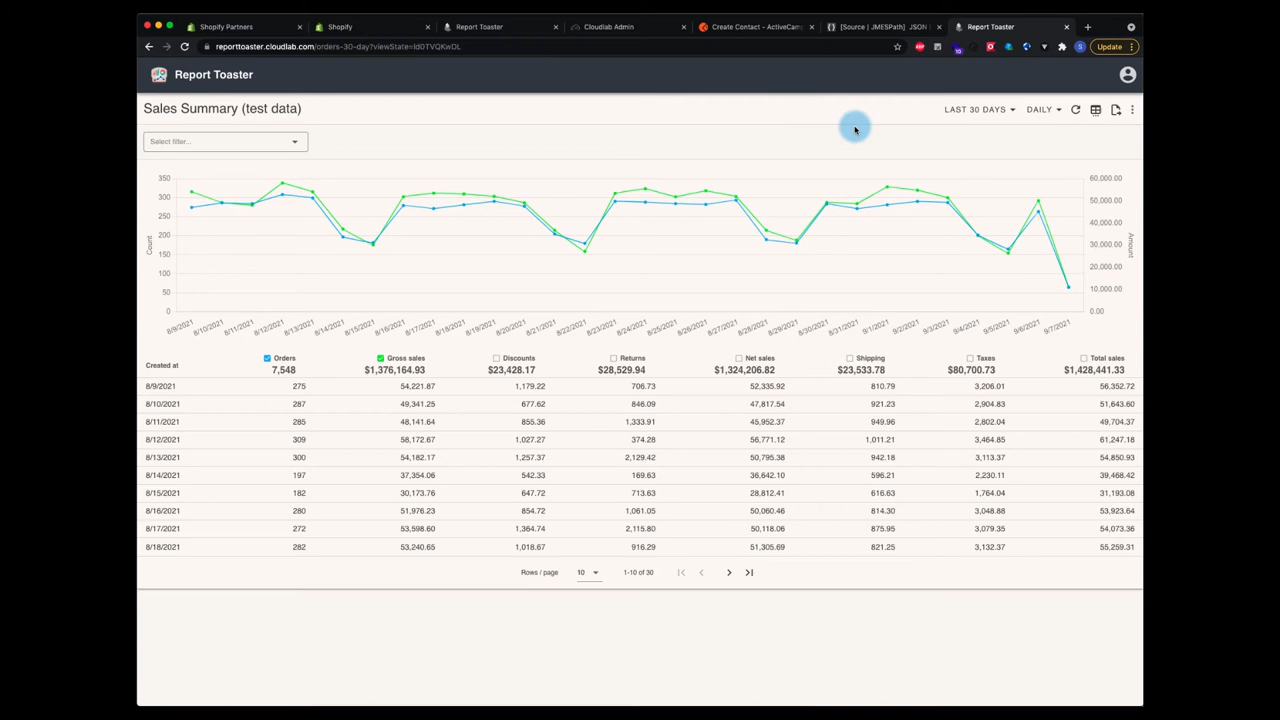 Shopify Partners
Shopify
Report Toaster
Cloudlab Admin
Create Contact – ActiveCam
[Source | JMESPath] JSON
Report Toaster
reporttoaster.cloudlab.com/orders-30-day?viewState=ld0TVQKwDL
10
S
Update
Report Toaster
Sales Summary (test data)
LAST 30 DAYS
DAILY
Select filter...
350
300
250
200
150
100
50
0
Count
60,000.00
50,000.00
40,000.00
30,000.00
20,000.00
10,000.00
0.00
Amount
8/9/2021 8/10/2021 8/11/2021 8/12/2021 8/13/2021 8/14/2021 8/15/2021 8/16/2021 8/17/2021 8/18/2021 8/19/2021 8/20/2021 8/21/2021 8/22/2021 8/23/2021 8/24/2021 8/25/2021 8/26/2021 8/27/2021 8/28/2021 8/29/2021 8/30/2021 8/31/2021 9/1/2021 9/2/2021 9/3/2021 9/4/2021 9/5/2021 9/6/2021 9/7/2021
Created at Orders Gross sales Discounts Returns Net sales Shipping Taxes Total sales
7,548 $1,376,164.93 $23,428.17 $28,529.94 $1,324,206.82 $23,533.78 $80,700.73 $1,428,441.33
8/9/2021 275 54,221.87 1,179.22 706.73 52,335.92 810.79 3,206.01 56,352.72
8/10/2021 287 49,341.25 677.62 846.09 47,817.54 921.23 2,904.83 51,643.60
8/11/2021 285 48,141.64 855.36 1,333.91 45,952.37 949.96 2,802.04 49,704.37
8/12/2021 309 58,172.67 1,027.27 374.28 56,771.12 1,011.21 3,464.85 61,247.18
8/13/2021 300 54,182.17 1,257.37 2,129.42 50,795.38 942.18 3,113.37 54,850.93
8/14/2021 197 37,354.06 542.33 169.63 36,642.10 596.21 2,230.11 39,468.42
8/15/2021 182 30,173.76 647.72 713.63 28,812.41 616.63 1,764.04 31,193.08
8/16/2021 280 51,976.23 854.72 1,061.05 50,060.46 814.30 3,048.88 53,923.64
8/17/2021 272 53,598.60 1,364.74 2,115.80 50,118.06 875.95 3,079.35 54,073.36
8/18/2021 282 53,240.65 1,018.67 916.29 51,305.69 821.25 3,132.37 55,259.31
Rows / page 10 1-10 of 30